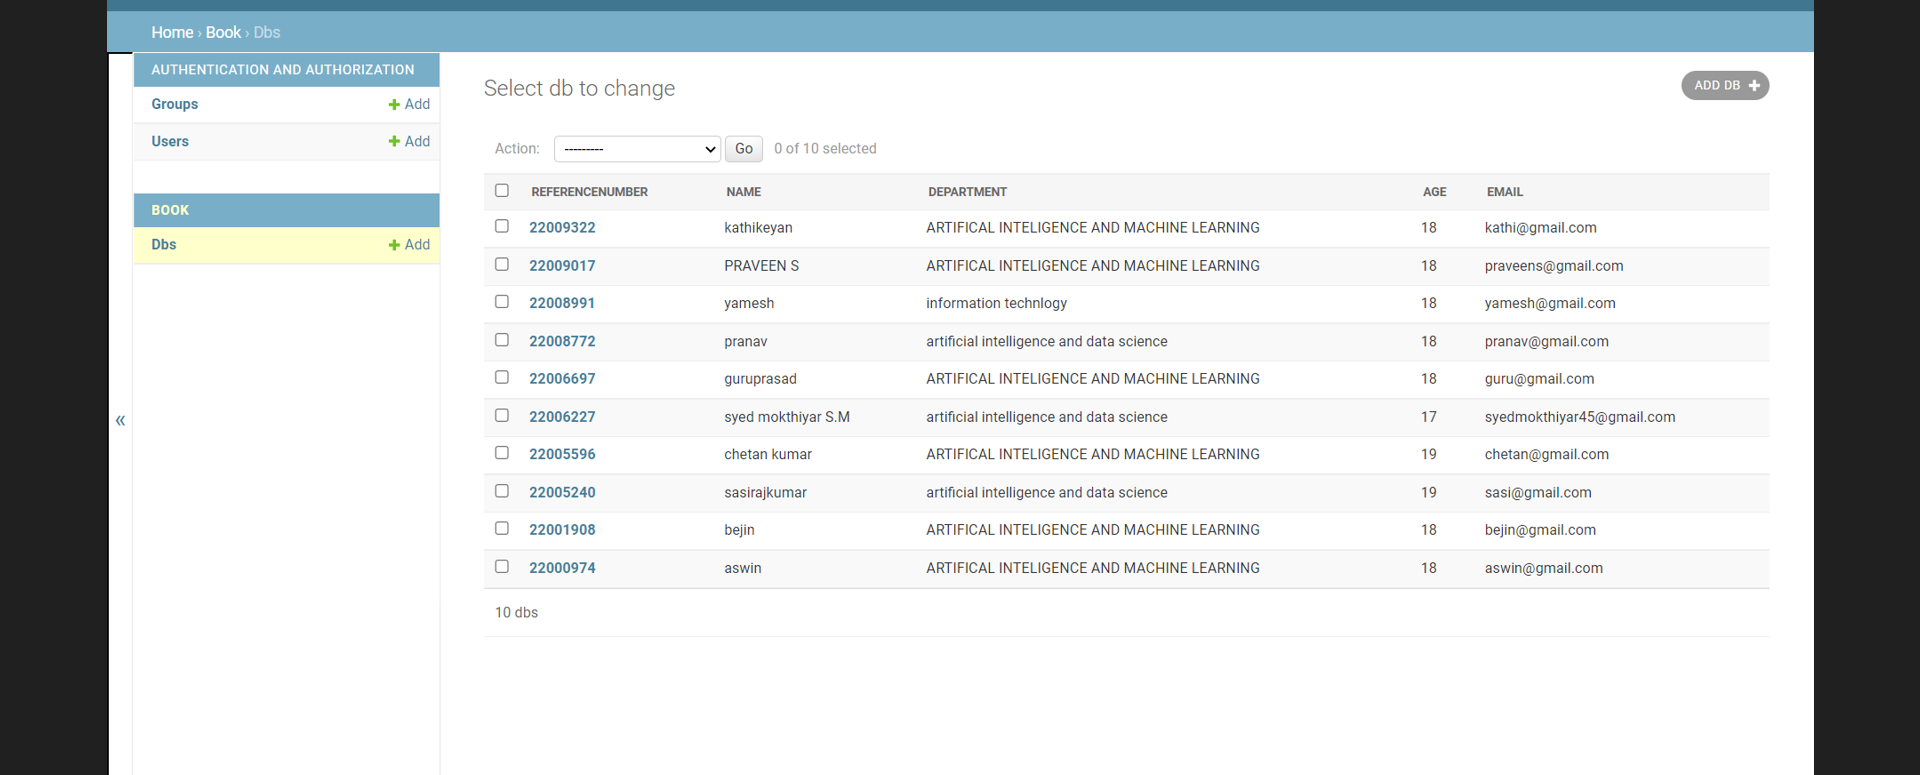 Home › Book › Dbs
AUTHENTICATION AND AUTHORIZATION
Groups + Add
Users + Add
BOOK
Dbs + Add
«
Select db to change
ADD DB +
Action: --------- Go 0 of 10 selected
REFERENCENUMBER NAME DEPARTMENT AGE EMAIL
22009322 kathikeyan ARTIFICAL INTELIGENCE AND MACHINE LEARNING 18 kathi@gmail.com
22009017 PRAVEEN S ARTIFICAL INTELIGENCE AND MACHINE LEARNING 18 praveens@gmail.com
22008991 yamesh information technlogy 18 yamesh@gmail.com
22008772 pranav artificial intelligence and data science 18 pranav@gmail.com
22006697 guruprasad ARTIFICAL INTELIGENCE AND MACHINE LEARNING 18 guru@gmail.com
22006227 syed mokthiyar S.M artificial intelligence and data science 17 syedmokthiyar45@gmail.com
22005596 chetan kumar ARTIFICAL INTELIGENCE AND MACHINE LEARNING 19 chetan@gmail.com
22005240 sasirajkumar artificial intelligence and data science 19 sasi@gmail.com
22001908 bejin ARTIFICAL INTELIGENCE AND MACHINE LEARNING 18 bejin@gmail.com
22000974 aswin ARTIFICAL INTELIGENCE AND MACHINE LEARNING 18 aswin@gmail.com
10 dbs